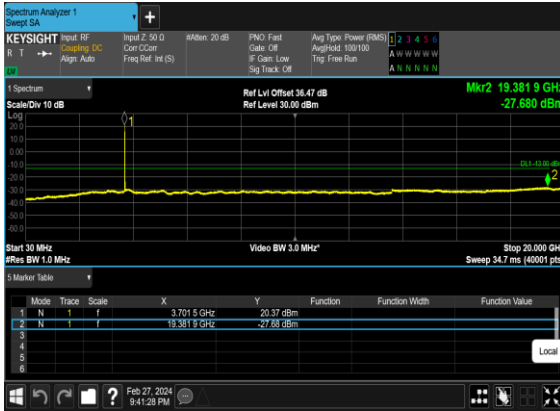 Spectrum Analyzer 1
Swept SA
+
KEYSIGHT Input: RF Input Z: 50 Ω #Atten: 20 dB PNO: Fast Avg Type: Power (RMS) 1 2 3 4 5 6
R T Coupling: DC Corr CCorr Gate: Off Avg|Hold: 100/100 A W W W W W
Align: Auto Freq Ref: Int (S) IF Gain: Low Trig: Free Run
Sig Track: Off A N N N N N
1 Spectrum
Ref Lvl Offset 36.47 dB Mkr2 19.381 9 GHz
Scale/Div 10 dB Ref Level 30.00 dBm -27.680 dBm
Log
20.0
10.0
0.00
-10.0
-20.0
-30.0
-40.0
-50.0
-60.0
1
DL1 -13.00 dBm
2
Start 30 MHz Video BW 3.0 MHz* Stop 20.000 GHz
#Res BW 1.0 MHz Sweep 34.7 ms (40001 pts)
5 Marker Table
Mode Trace Scale X Y Function Function Width Function Value
1 N 1 f 3.701 5 GHz 20.37 dBm
2 N 1 f 19.381 9 GHz -27.68 dBm
3
4
5
6
Local
?
Feb 27, 2024
9:41:28 PM